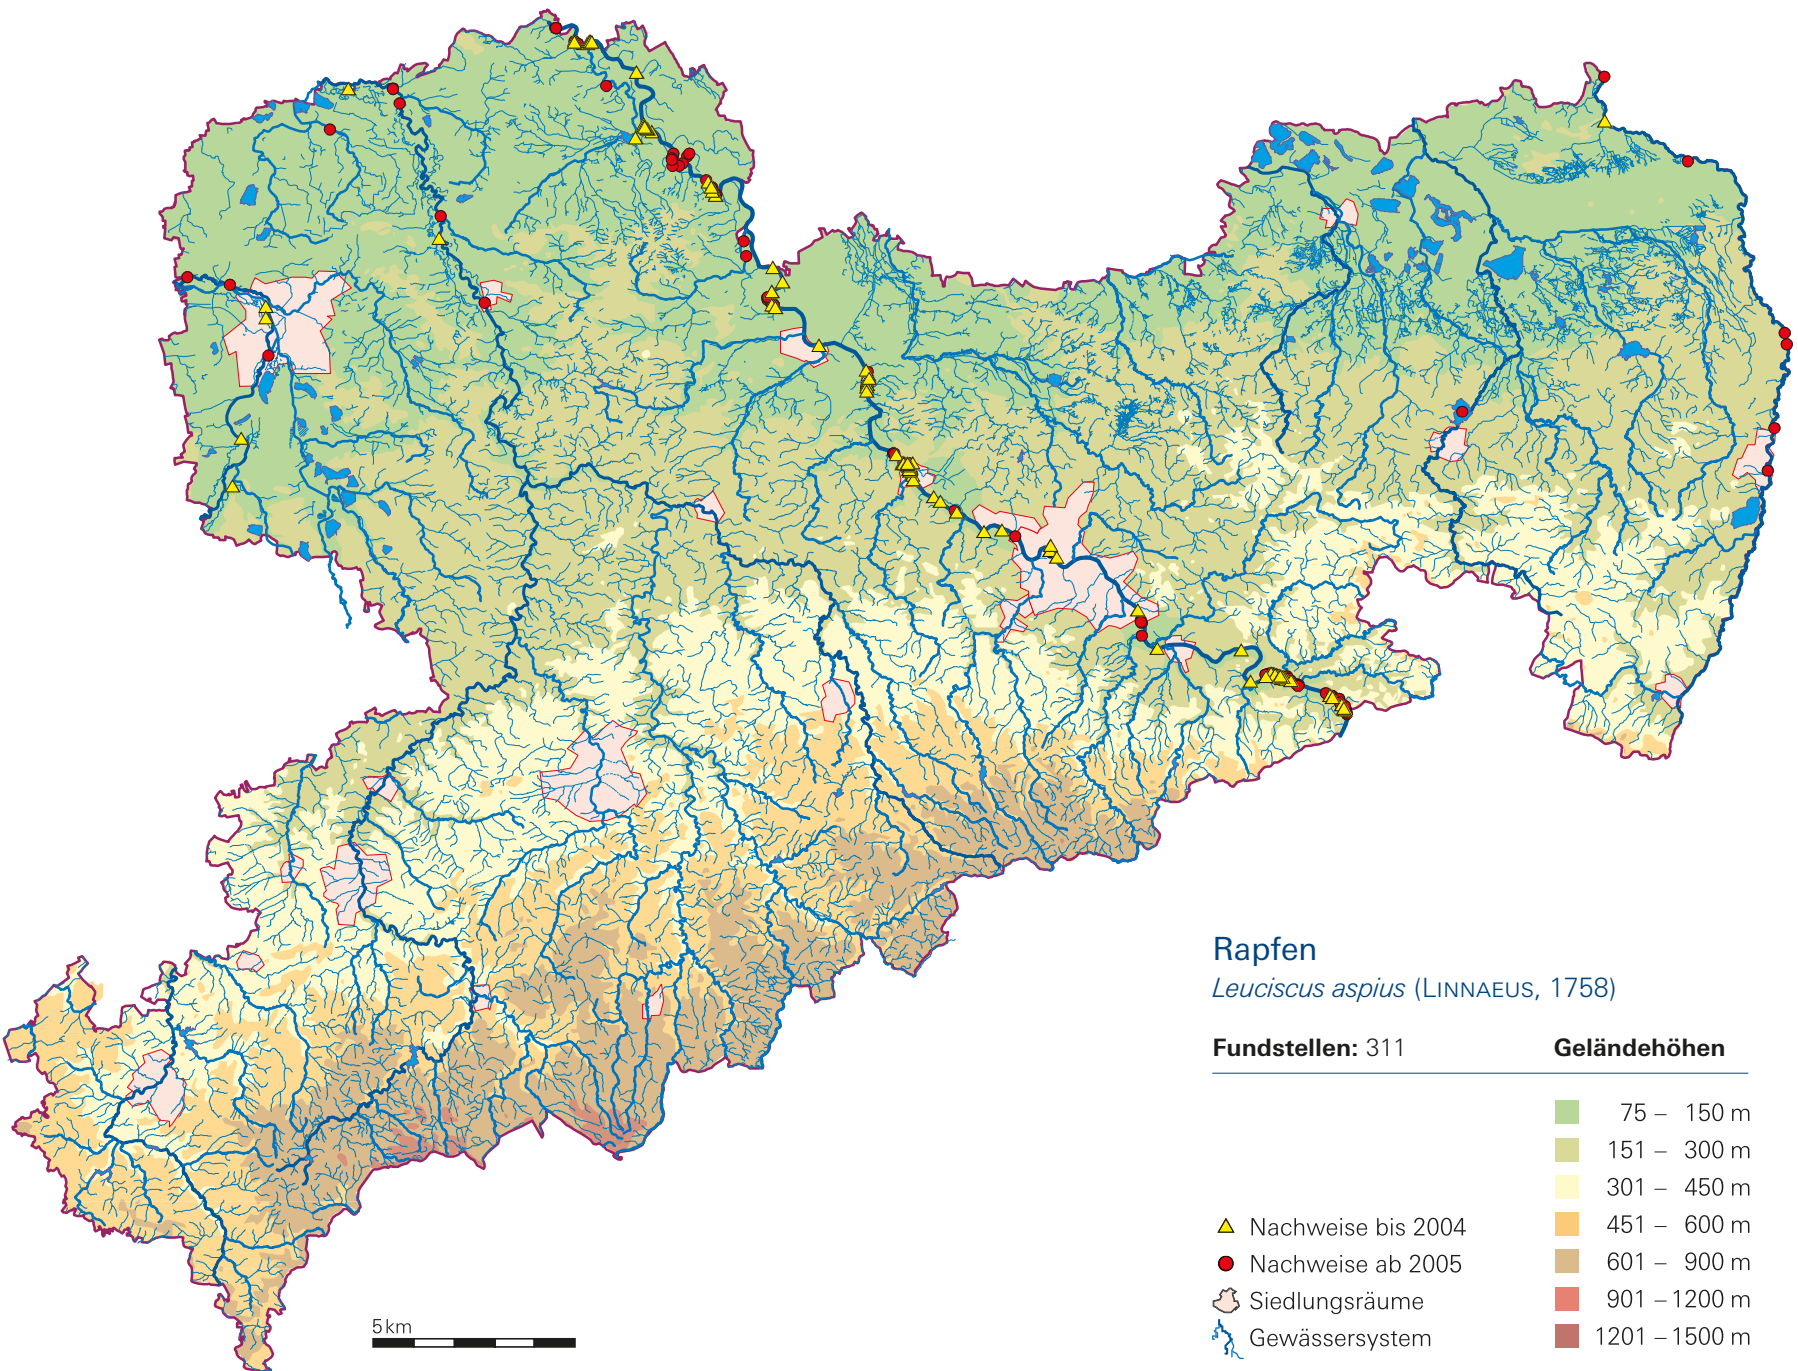 Rapfen
Leuciscus aspius (LINNAEUS, 1758)
Fundstellen: 311
Geländehöhen
75 – 150 m
151 – 300 m
301 – 450 m
451 – 600 m
601 – 900 m
901 – 1200 m
1201 – 1500 m
Nachweise bis 2004
Nachweise ab 2005
Siedlungsräume
Gewässersystem
5 km